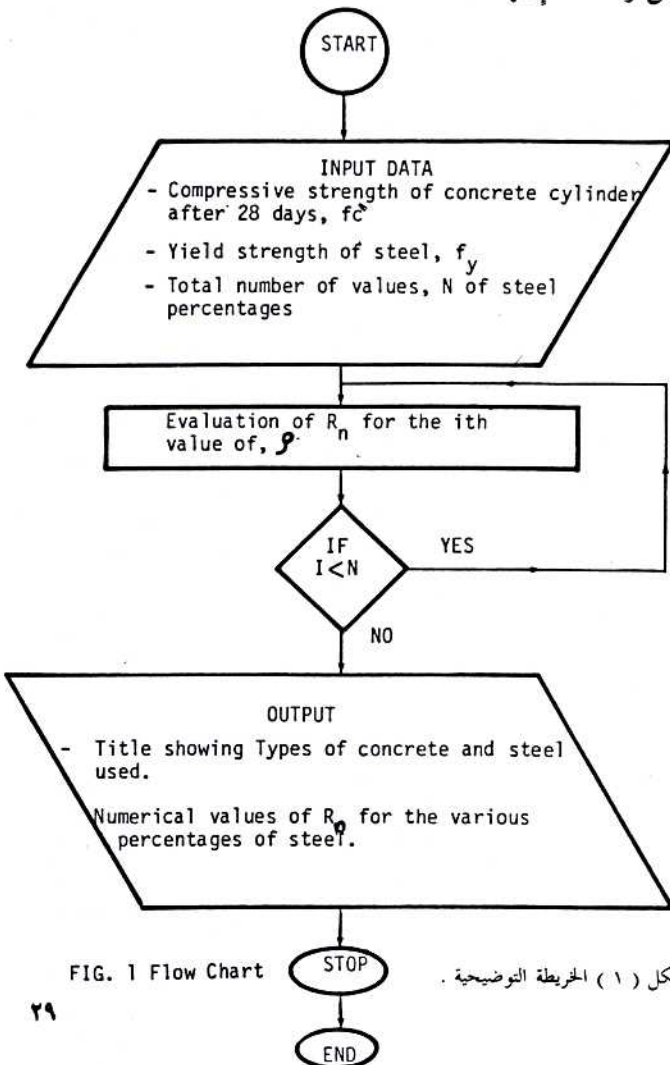 START
INPUT DATA
- Compressive strength of concrete cylinder
after 28 days, fc`
- Yield strength of steel, fy
- Total number of values, N of steel
percentages
Evaluation of Rn for the ith
value of, ρ
IF
I<N
YES
NO
OUTPUT
- Title showing Types of concrete and steel
used.
Numerical values of Rn for the various
percentages of steel.
FIG. 1 Flow Chart
STOP
كل ( ١ ) الخريطة التوضيحية .
٢٩
END